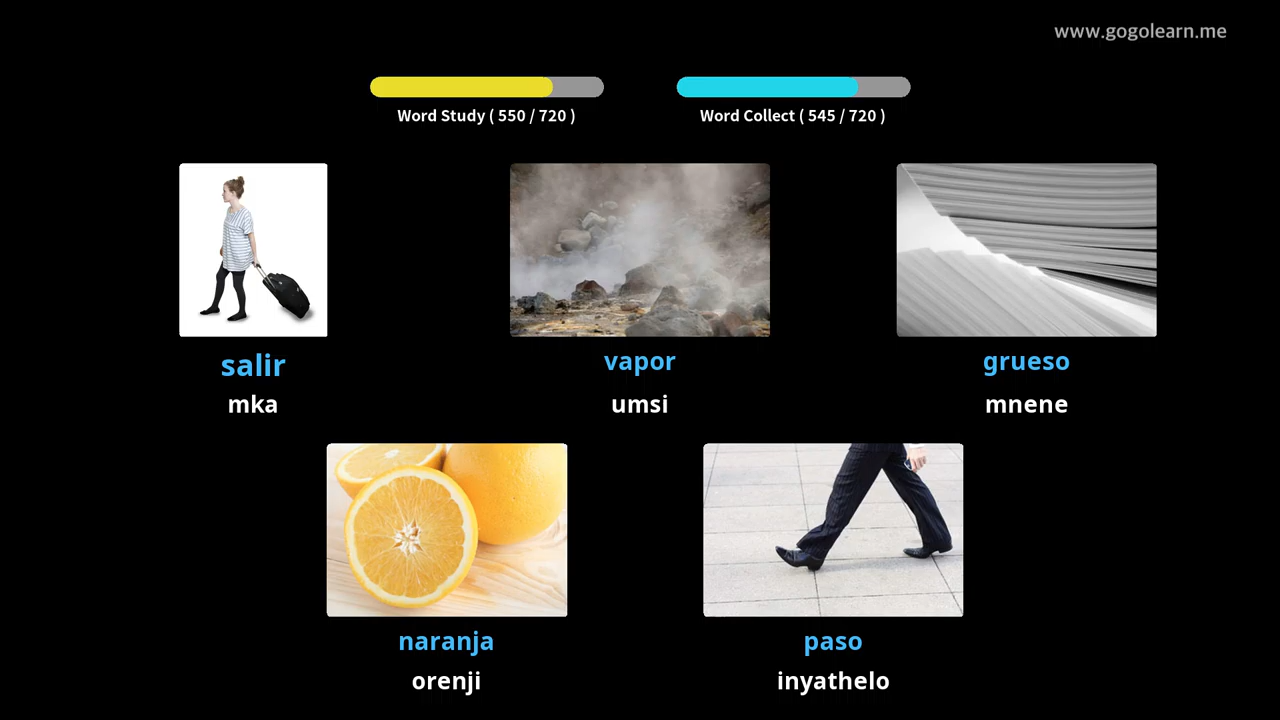 www.gogolearn.me
Word Study ( 550 / 720 )
Word Collect ( 545 / 720 )
salir
vapor
grueso
mka
umsi
mnene
naranja
paso
orenji
inyathelo